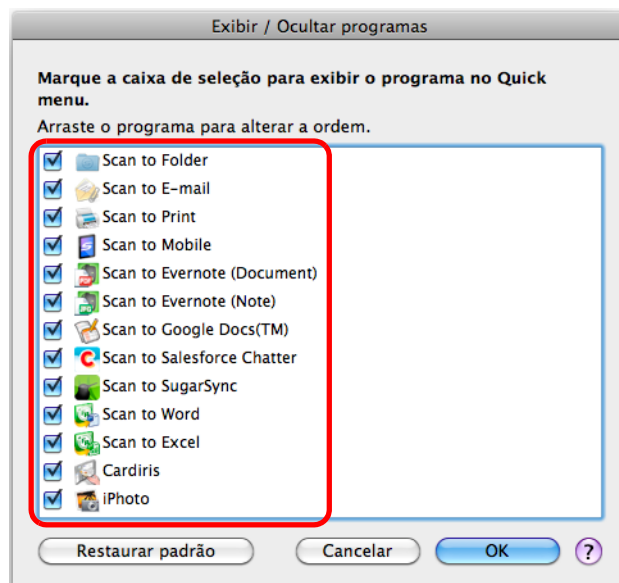 Exibir / Ocultar programas
Marque a caixa de seleção para exibir o programa no Quick
menu.
Arraste o programa para alterar a ordem.
Scan to Folder
Scan to E-mail
Scan to Print
Scan to Mobile
Scan to Evernote (Document)
Scan to Evernote (Note)
Scan to Google Docs(TM)
Scan to Salesforce Chatter
Scan to SugarSync
Scan to Word
Scan to Excel
Cardiris
iPhoto
Restaurar padrão Cancelar OK ?